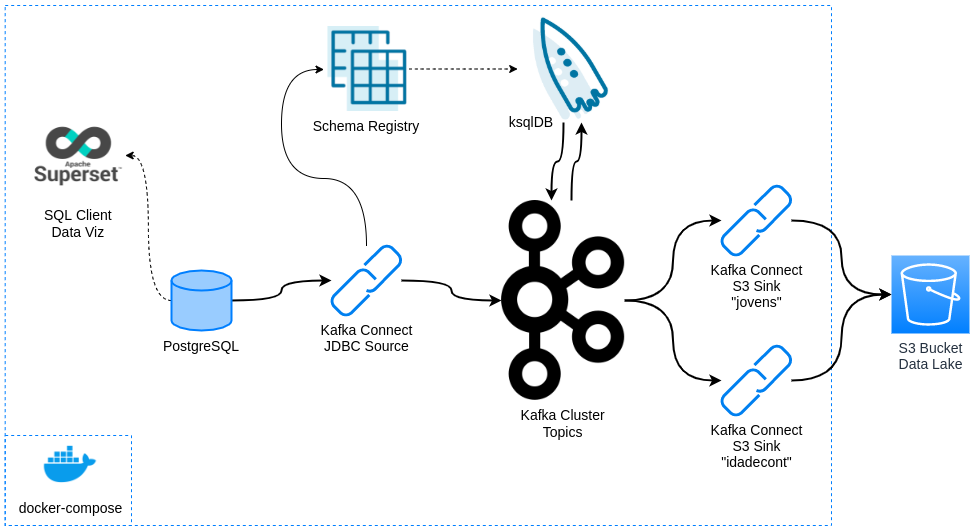 Schema Registry
ksqlDB
Apache
Superset™
SQL Client
Data Viz
PostgreSQL
Kafka Connect
JDBC Source
Kafka Cluster
Topics
Kafka Connect
S3 Sink
"jovens"
Kafka Connect
S3 Sink
"idadecont"
S3 Bucket
Data Lake
docker-compose